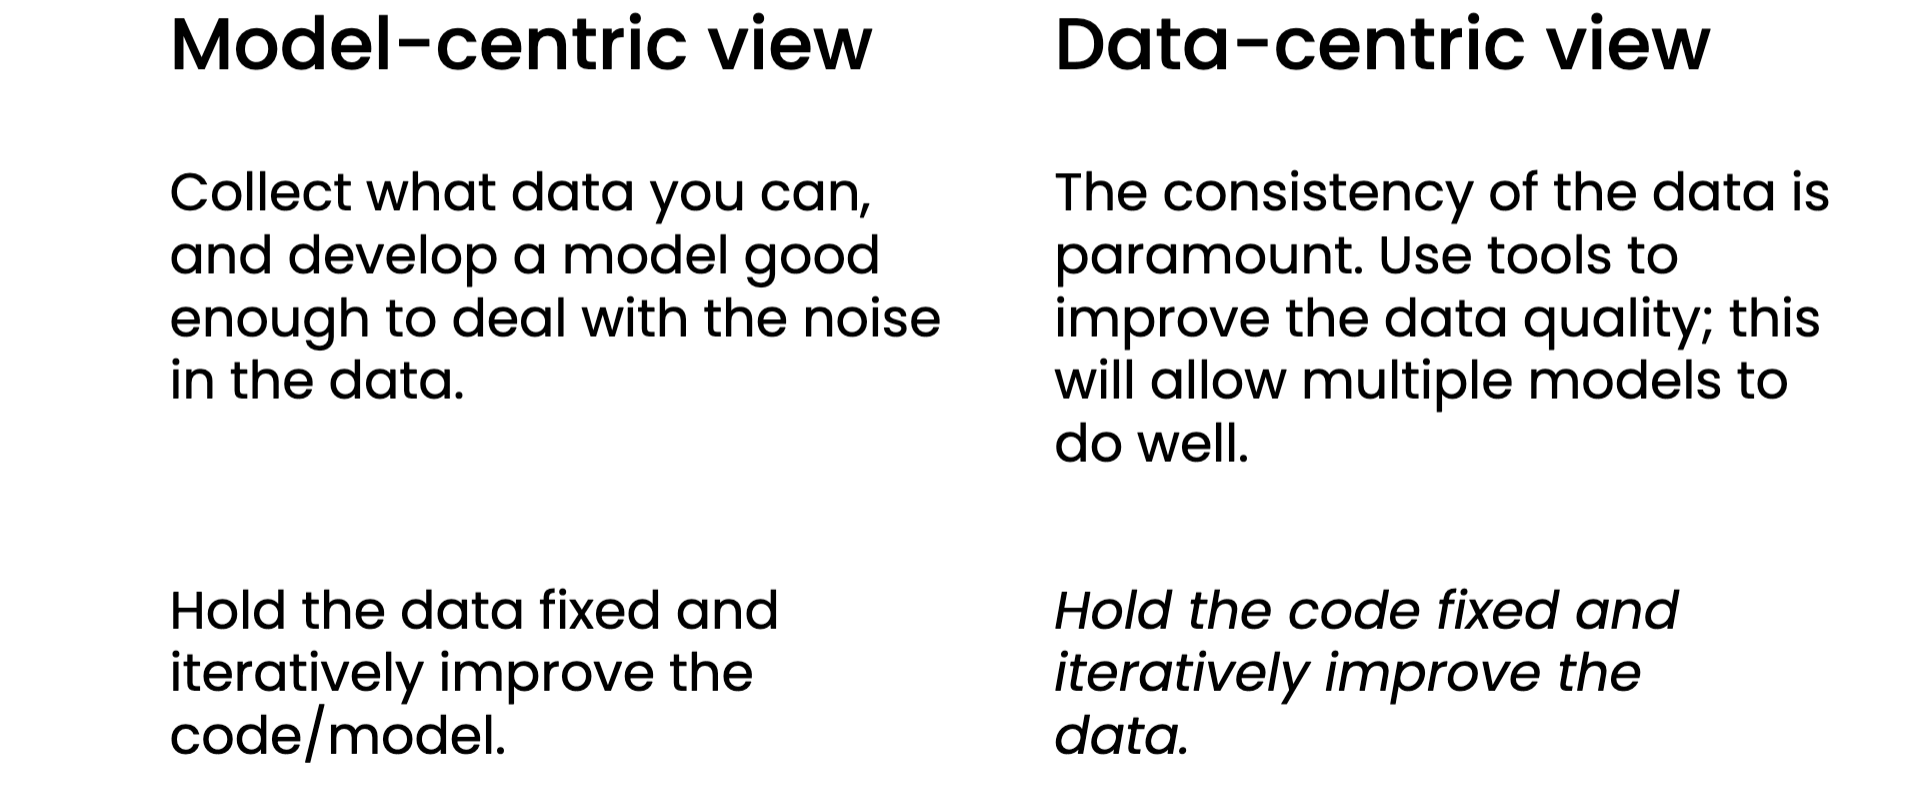 Model-centric view
Collect what data you can,
and develop a model good
enough to deal with the noise
in the data.
Hold the data fixed and
iteratively improve the
code/model.
Data-centric view
The consistency of the data is
paramount. Use tools to
improve the data quality; this
will allow multiple models to
do well.
Hold the code fixed and
iteratively improve the
data.